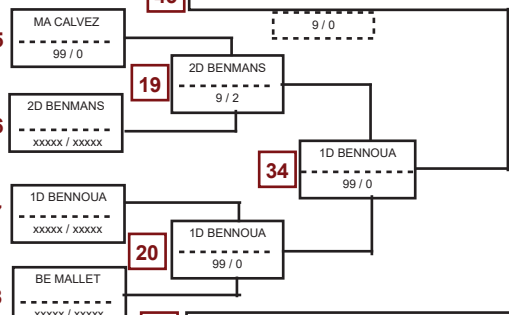 9 / 0
MA CALVEZ
99 / 0
2D BENMANS
19
9 / 2
2D BENMANS
xxxxx / xxxxx
1D BENNOUA
34
99 / 0
1D BENNOUA
xxxxx / xxxxx
1D BENNOUA
20
99 / 0
BE MALLET
xxxxx / xxxxx